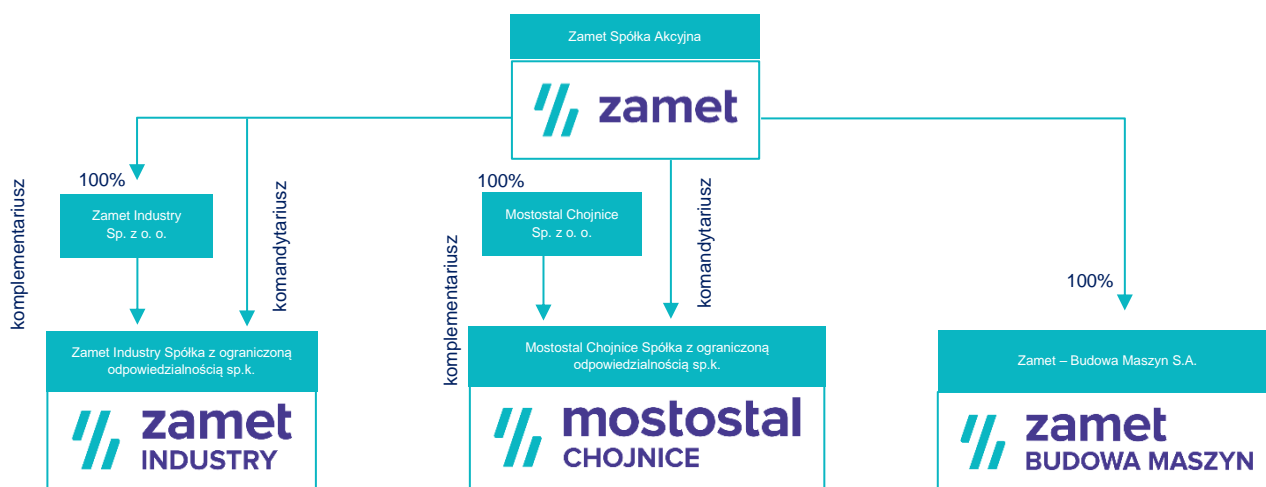 Zamet Spółka Akcyjna
zamet
100%
Zamet Industry
Sp. z o. o.
komplementariusz
komandytariusz
Zamet Industry Spółka z ograniczoną
odpowiedzialnością sp.k.
zamet
INDUSTRY
100%
Mostostal Chojnice
Sp. z o. o.
komplementariusz
komandytariusz
Mostostal Chojnice Spółka z ograniczoną
odpowiedzialnością sp.k.
mostostal
CHOJNICE
100%
Zamet – Budowa Maszyn S.A.
zamet
BUDOWA MASZYN